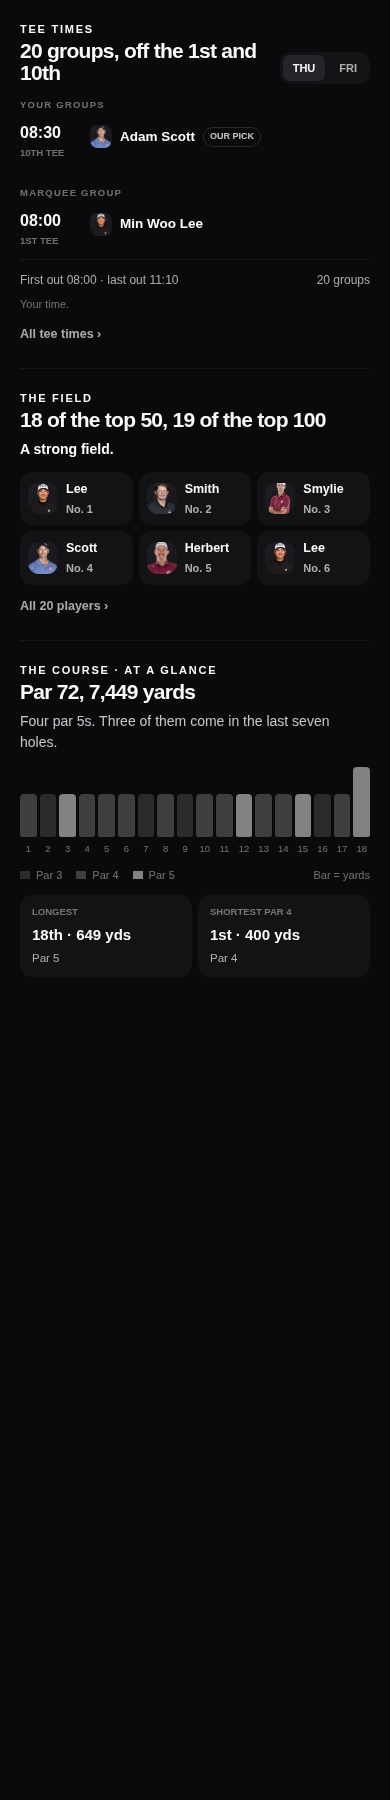 TEE TIMES
20 groups, off the 1st and
10th
THU FRI
YOUR GROUPS
08:30 Adam Scott OUR PICK
10TH TEE
MARQUEE GROUP
08:00 Min Woo Lee
1ST TEE
First out 08:00 · last out 11:10 20 groups
Your time.
All tee times ›
THE FIELD
18 of the top 50, 19 of the top 100
A strong field.
Lee Smith Smylie
No. 1 No. 2 No. 3
Scott Herbert Lee
No. 4 No. 5 No. 6
All 20 players ›
THE COURSE · AT A GLANCE
Par 72, 7,449 yards
Four par 5s. Three of them come in the last seven
holes.
1 2 3 4 5 6 7 8 9 10 11 12 13 14 15 16 17 18
Par 3 Par 4 Par 5 Bar = yards
LONGEST SHORTEST PAR 4
18th · 649 yds 1st · 400 yds
Par 5 Par 4